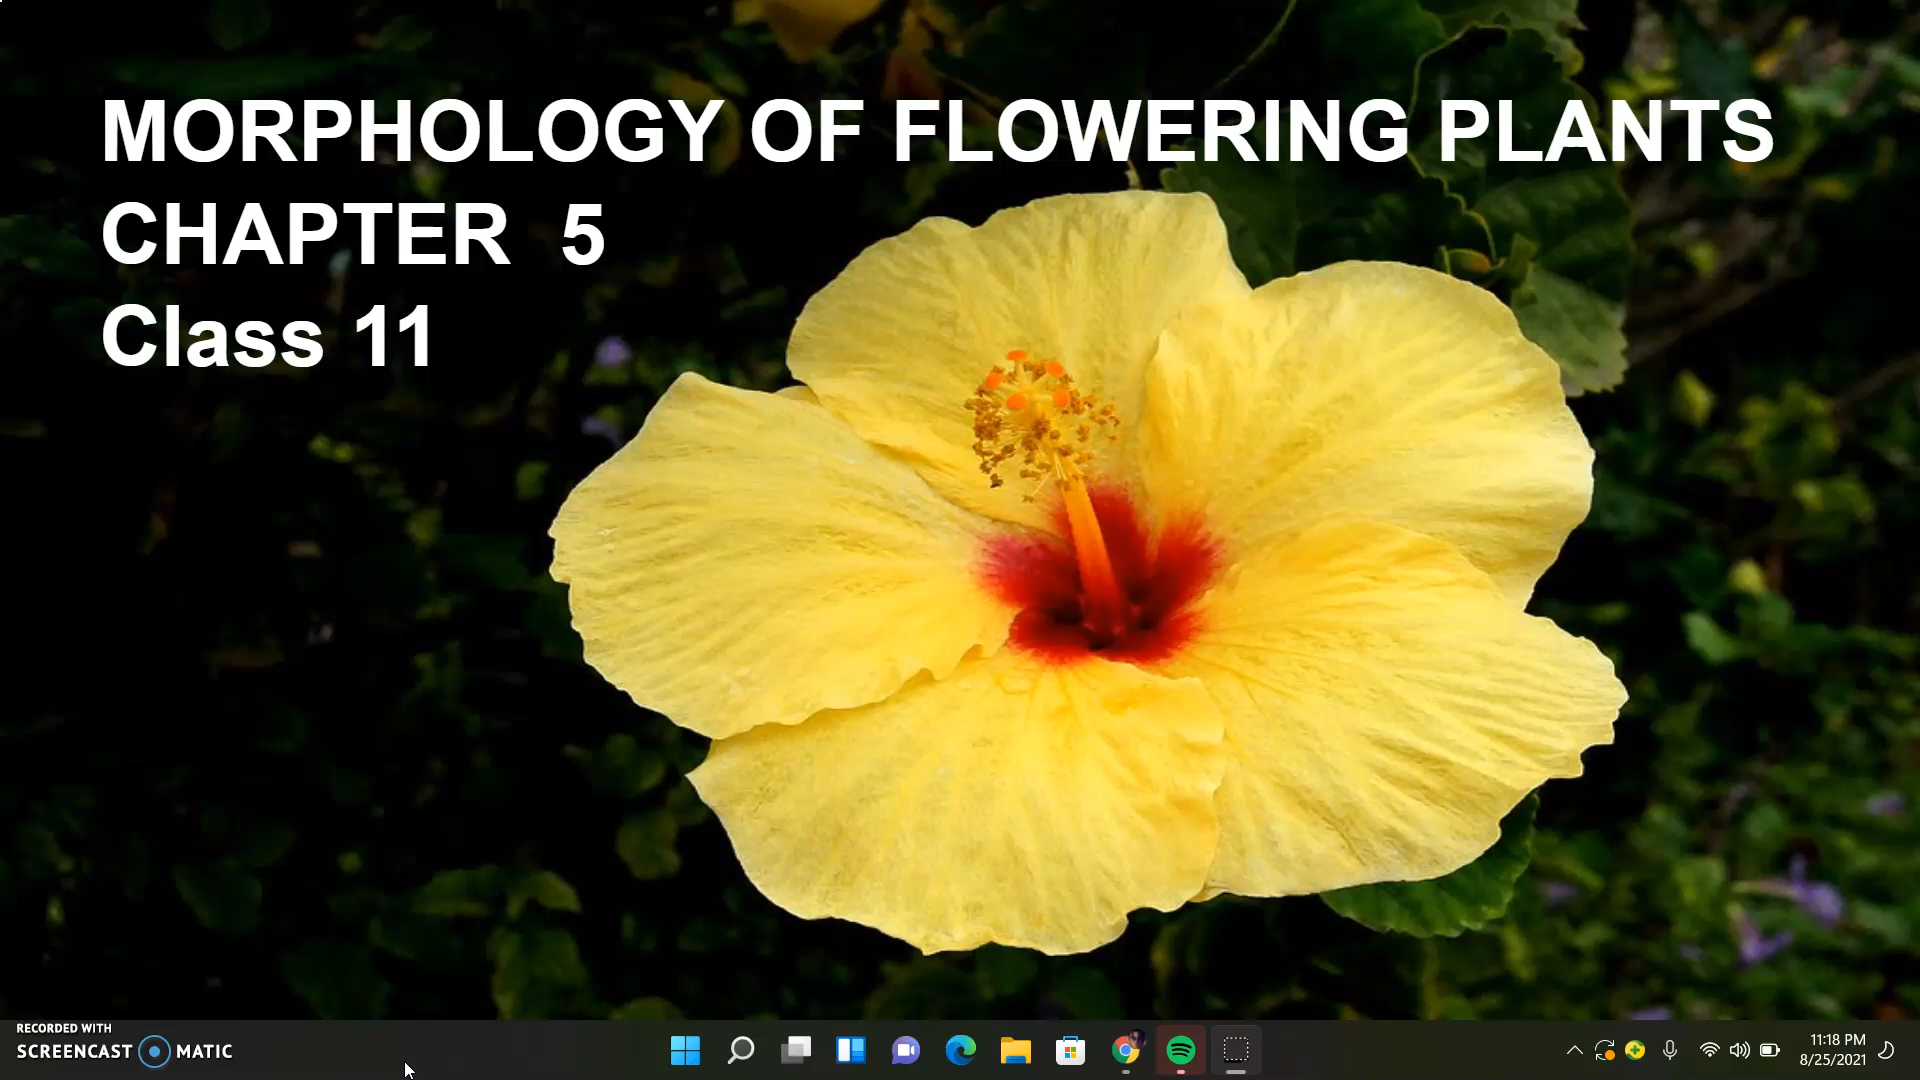 MORPHOLOGY OF FLOWERING PLANTS
CHAPTER  5
Class 11
RECORDED WITH
SCREENCAST MATIC
11:18 PM
8/25/2021